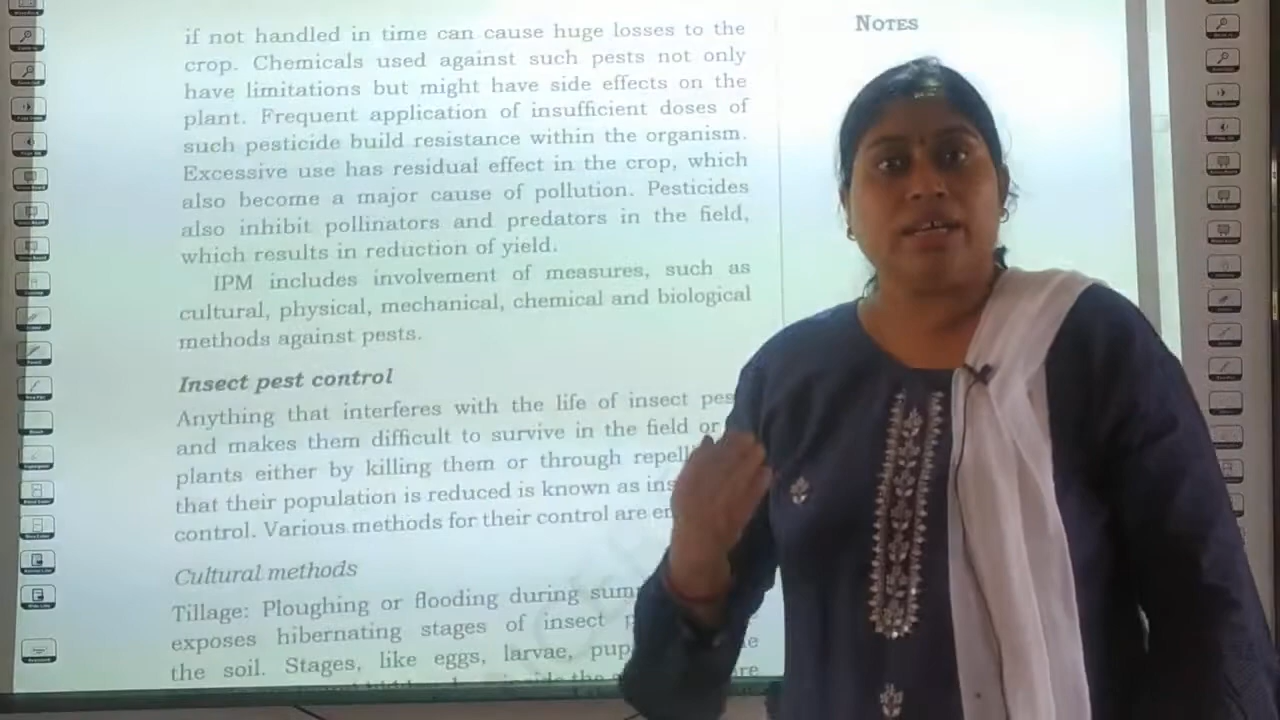 NOTES
if not handled in time can cause huge losses to the
crop. Chemicals used against such pests not only
have limitations but might have side effects on the
plant. Frequent application of insufficient doses of
such pesticide build resistance within the organism.
Excessive use has residual effect in the crop, which
also become a major cause of pollution. Pesticides
also inhibit pollinators and predators in the field,
which results in reduction of yield.
IPM includes involvement of measures, such as
cultural, physical, mechanical, chemical and biological
methods against pests.
Insect pest control
Anything that interferes with the life of insect
and makes them difficult to survive in the field or
plants either by killing them or through
that their population is reduced is known as
control. Various methods for their control are
Cultural methods
Tillage: Ploughing or flooding during
exposes hibernating stages of insect
the soil. Stages, like eggs, larvae,